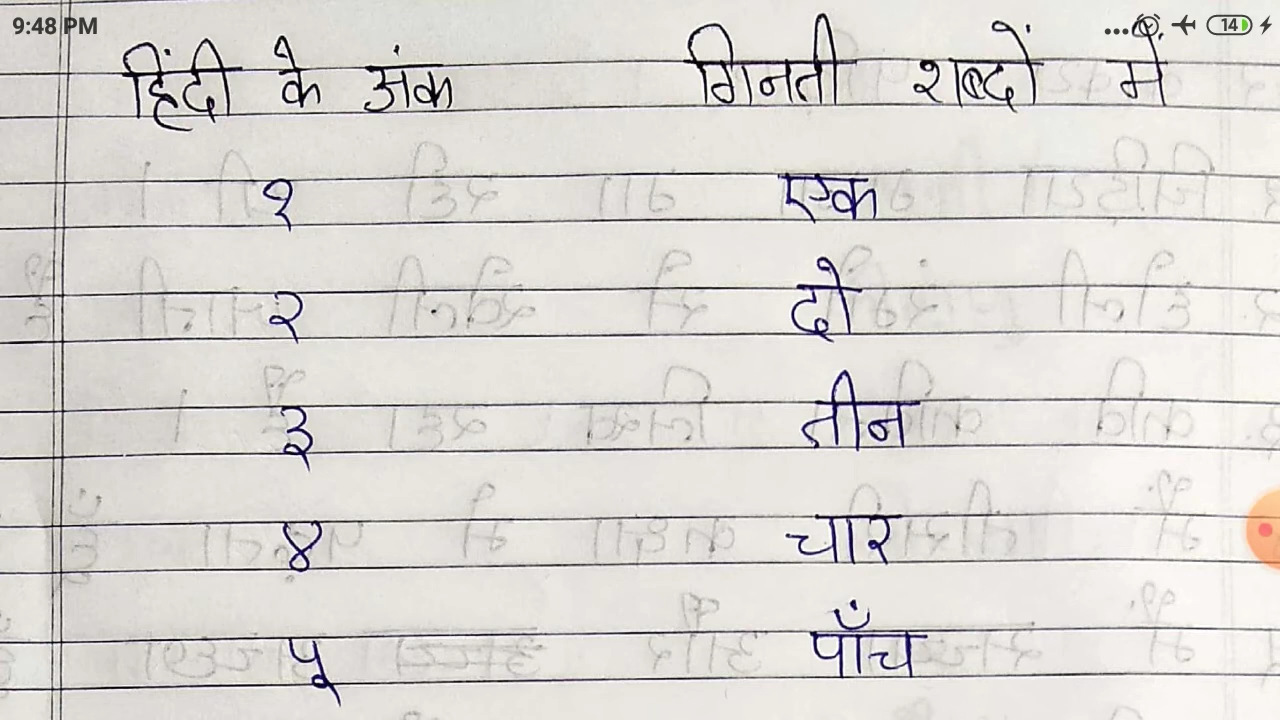 9:48 PM
14
हिंदी के अंक गिनती शब्दों में
१ एक
२ दो
३ तीन
४ चार
५ पाँच